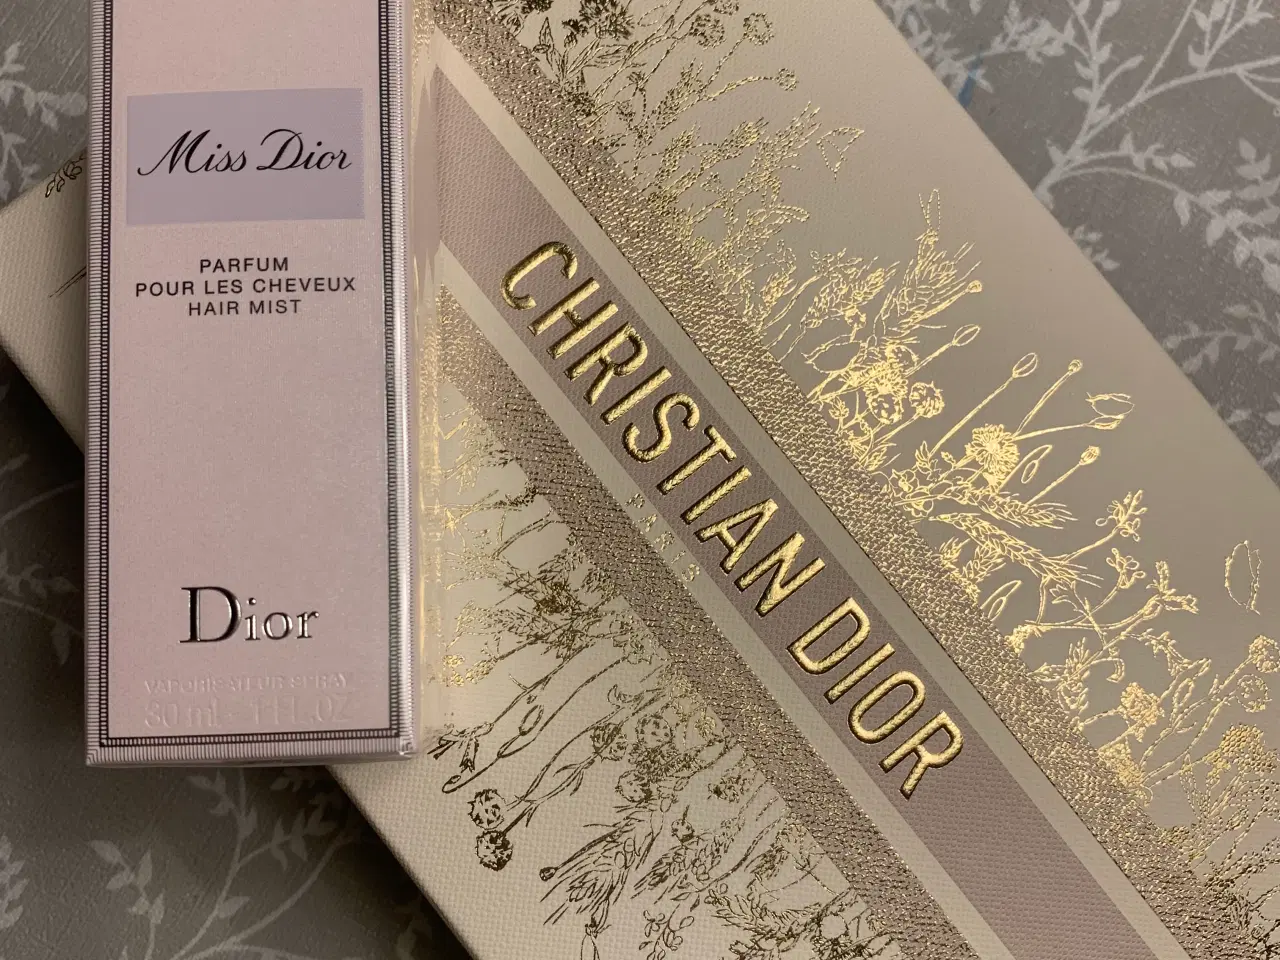 Miss Dior
PARFUM
POUR LES CHEVEUX
HAIR MIST
Dior
VAPORISATEUR SPRAY
30 ml - 1 FL.OZ
CHRISTIAN DIOR
PARIS